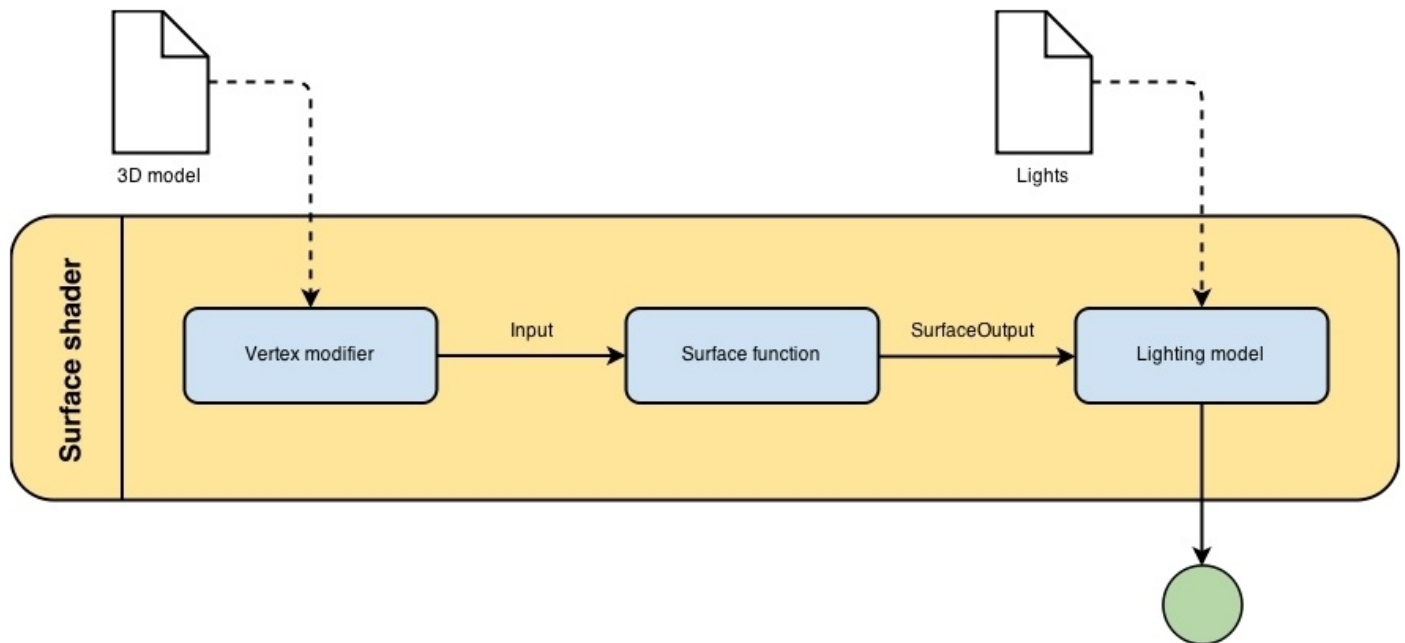 3D model
Lights
Surface shader
Vertex modifier
Input
Surface function
SurfaceOutput
Lighting model